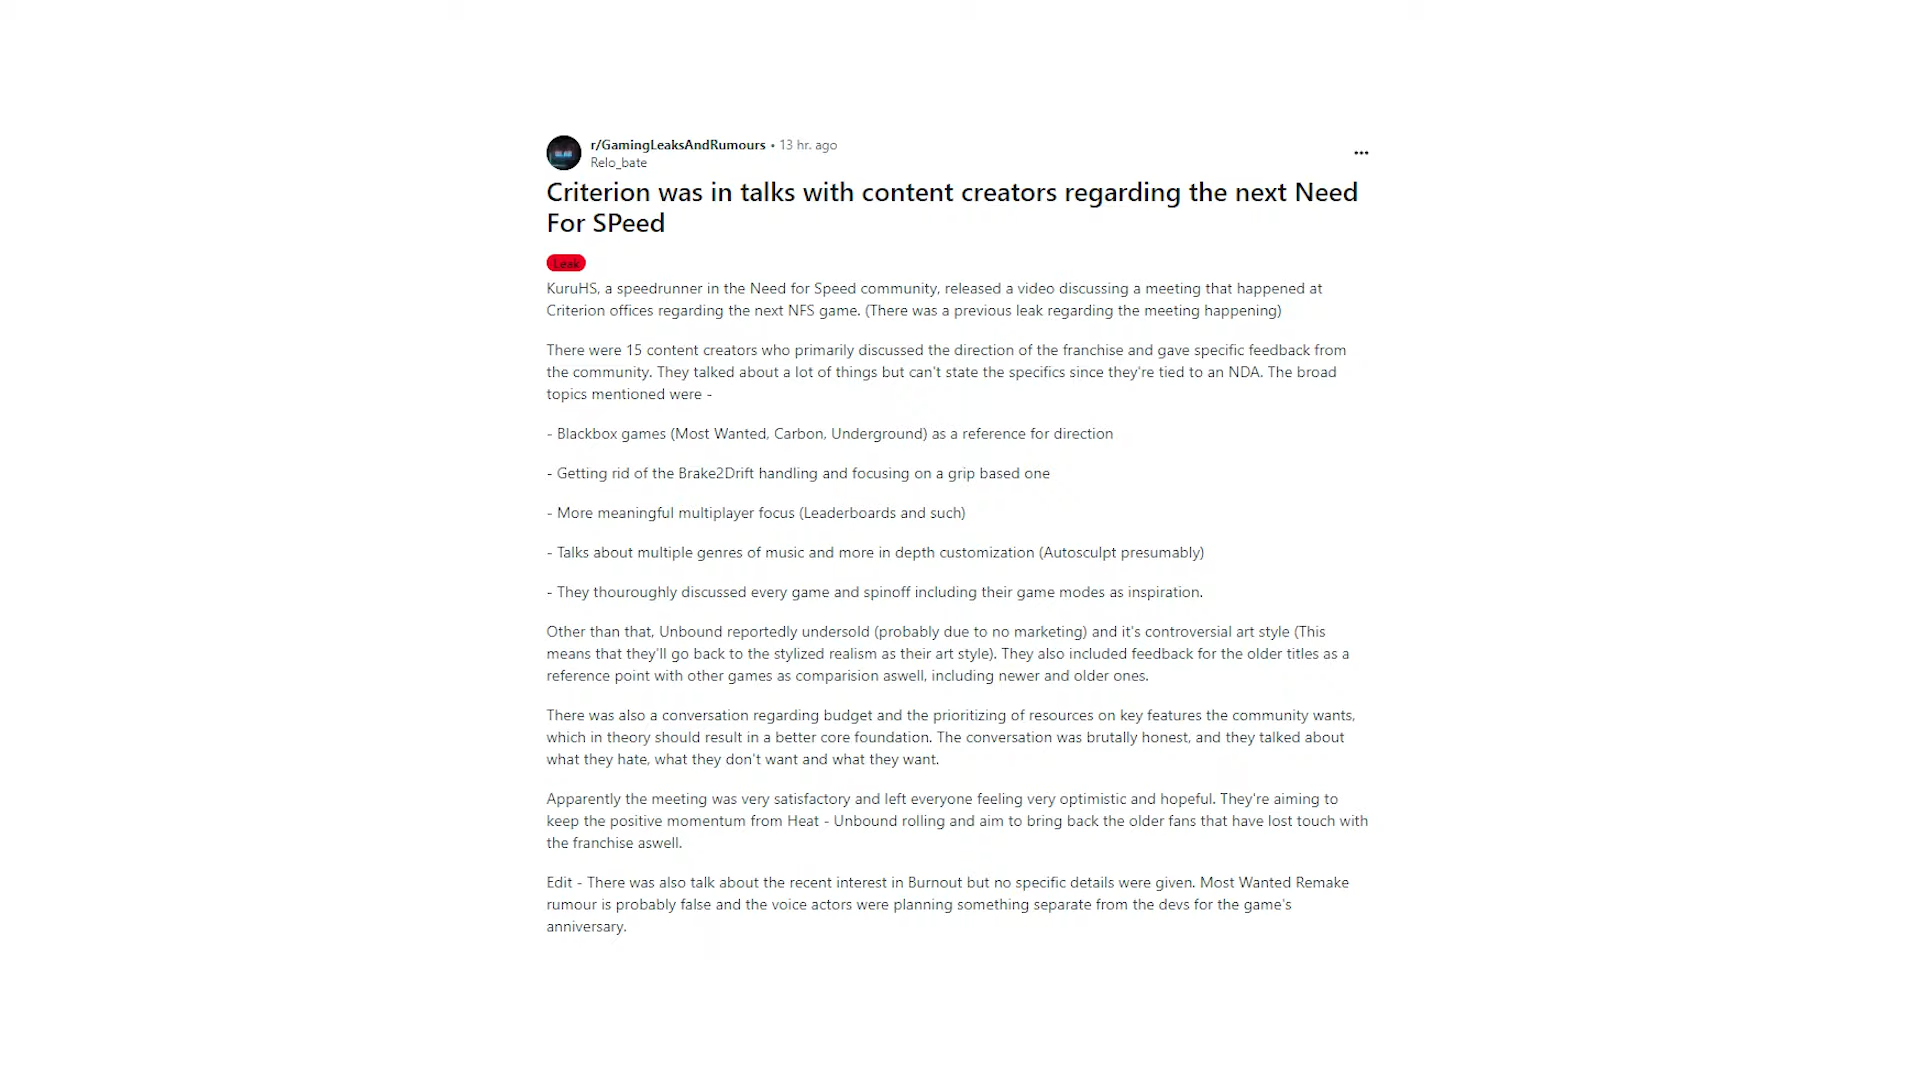 r/GamingLeaksAndRumours • 13 hr. ago
Relo_bate
Criterion was in talks with content creators regarding the next Need
For SPeed
Leak
KuruHS, a speedrunner in the Need for Speed community, released a video discussing a meeting that happened at
Criterion offices regarding the next NFS game. (There was a previous leak regarding the meeting happening)
There were 15 content creators who primarily discussed the direction of the franchise and gave specific feedback from
the community. They talked about a lot of things but can't state the specifics since they're tied to an NDA. The broad
topics mentioned were -
- Blackbox games (Most Wanted, Carbon, Underground) as a reference for direction
- Getting rid of the Brake2Drift handling and focusing on a grip based one
- More meaningful multiplayer focus (Leaderboards and such)
- Talks about multiple genres of music and more in depth customization (Autosculpt presumably)
- They thouroughly discussed every game and spinoff including their game modes as inspiration.
Other than that, Unbound reportedly undersold (probably due to no marketing) and it's controversial art style (This
means that they'll go back to the stylized realism as their art style). They also included feedback for the older titles as a
reference point with other games as comparision aswell, including newer and older ones.
There was also a conversation regarding budget and the prioritizing of resources on key features the community wants,
which in theory should result in a better core foundation. The conversation was brutally honest, and they talked about
what they hate, what they don't want and what they want.
Apparently the meeting was very satisfactory and left everyone feeling very optimistic and hopeful. They're aiming to
keep the positive momentum from Heat - Unbound rolling and aim to bring back the older fans that have lost touch with
the franchise aswell.
Edit - There was also talk about the recent interest in Burnout but no specific details were given. Most Wanted Remake
rumour is probably false and the voice actors were planning something separate from the devs for the game's
anniversary.